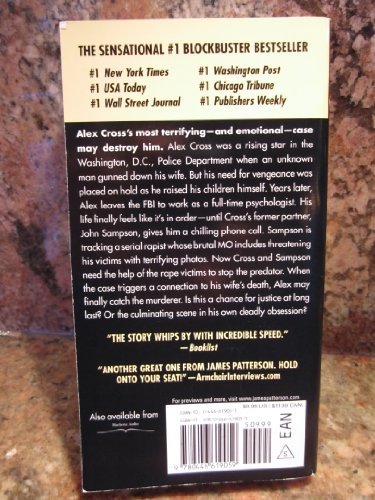 THE SENSATIONAL #1 BLOCKBUSTER BESTSELLER
#1 New York Times
#1 USA Today
#1 Wall Street Journal
#1 Washington Post
#1 Chicago Tribune
#1 Publishers Weekly
Alex Cross's most terrifying—and emotional—case
may destroy him. Alex Cross was a rising star in the
Washington, D.C., Police Department when an unknown
man gunned down his wife. But his need for vengeance
was placed on hold as he raised his children himself. Years later,
Alex leaves the FBI to work as a full-time psychologist. His
life finally feels like it's in order—until Cross's former partner,
John Sampson, gives him a chilling phone call. Sampson is
tracking a serial rapist whose brutal MO includes threatening
his victims with terrifying photos. Now Cross and Sampson
need the help of the rape victims to stop the predator. When
the case triggers a connection to his wife's death, Alex may
finally catch the murderer. Is this a chance for justice at long
last? Or the culminating scene in his own deadly obsession?
"THE STORY WHIPS BY WITH INCREDIBLE SPEED."
—Booklist
"ANOTHER GREAT ONE FROM JAMES PATTERSON. HOLD
ONTO YOUR SEAT!" —ArmchairInterviews.com
For previews and more, visit www.jamespatterson.com.
Also available from
Hachette Audio
$9.99 US
50999
EAN
S
9 780446 619059